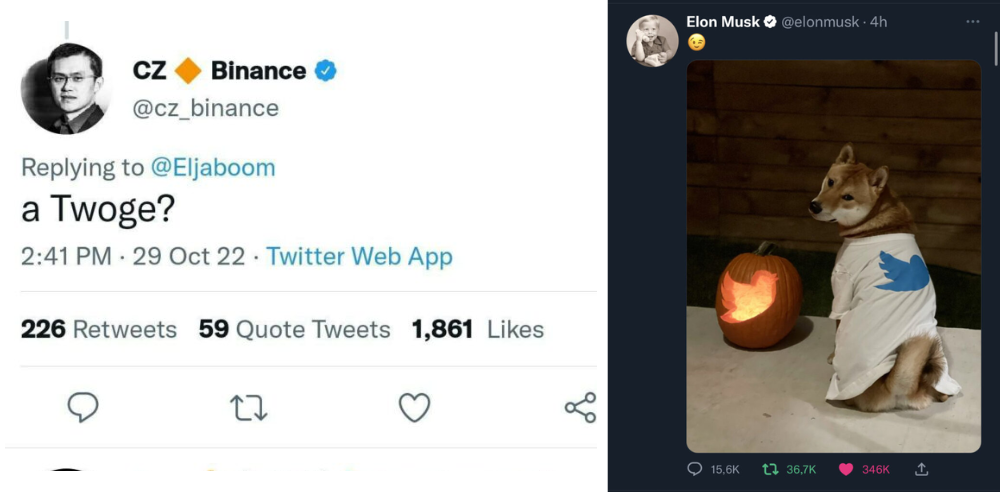 CZ 🔶 Binance
@cz_binance
Replying to @Eljaboom
a Twoge?
2:41 PM · 29 Oct 22 · Twitter Web App
226 Retweets 59 Quote Tweets 1,861 Likes
Elon Musk @elonmusk · 4h
😉
15,6K 36,7K 346K